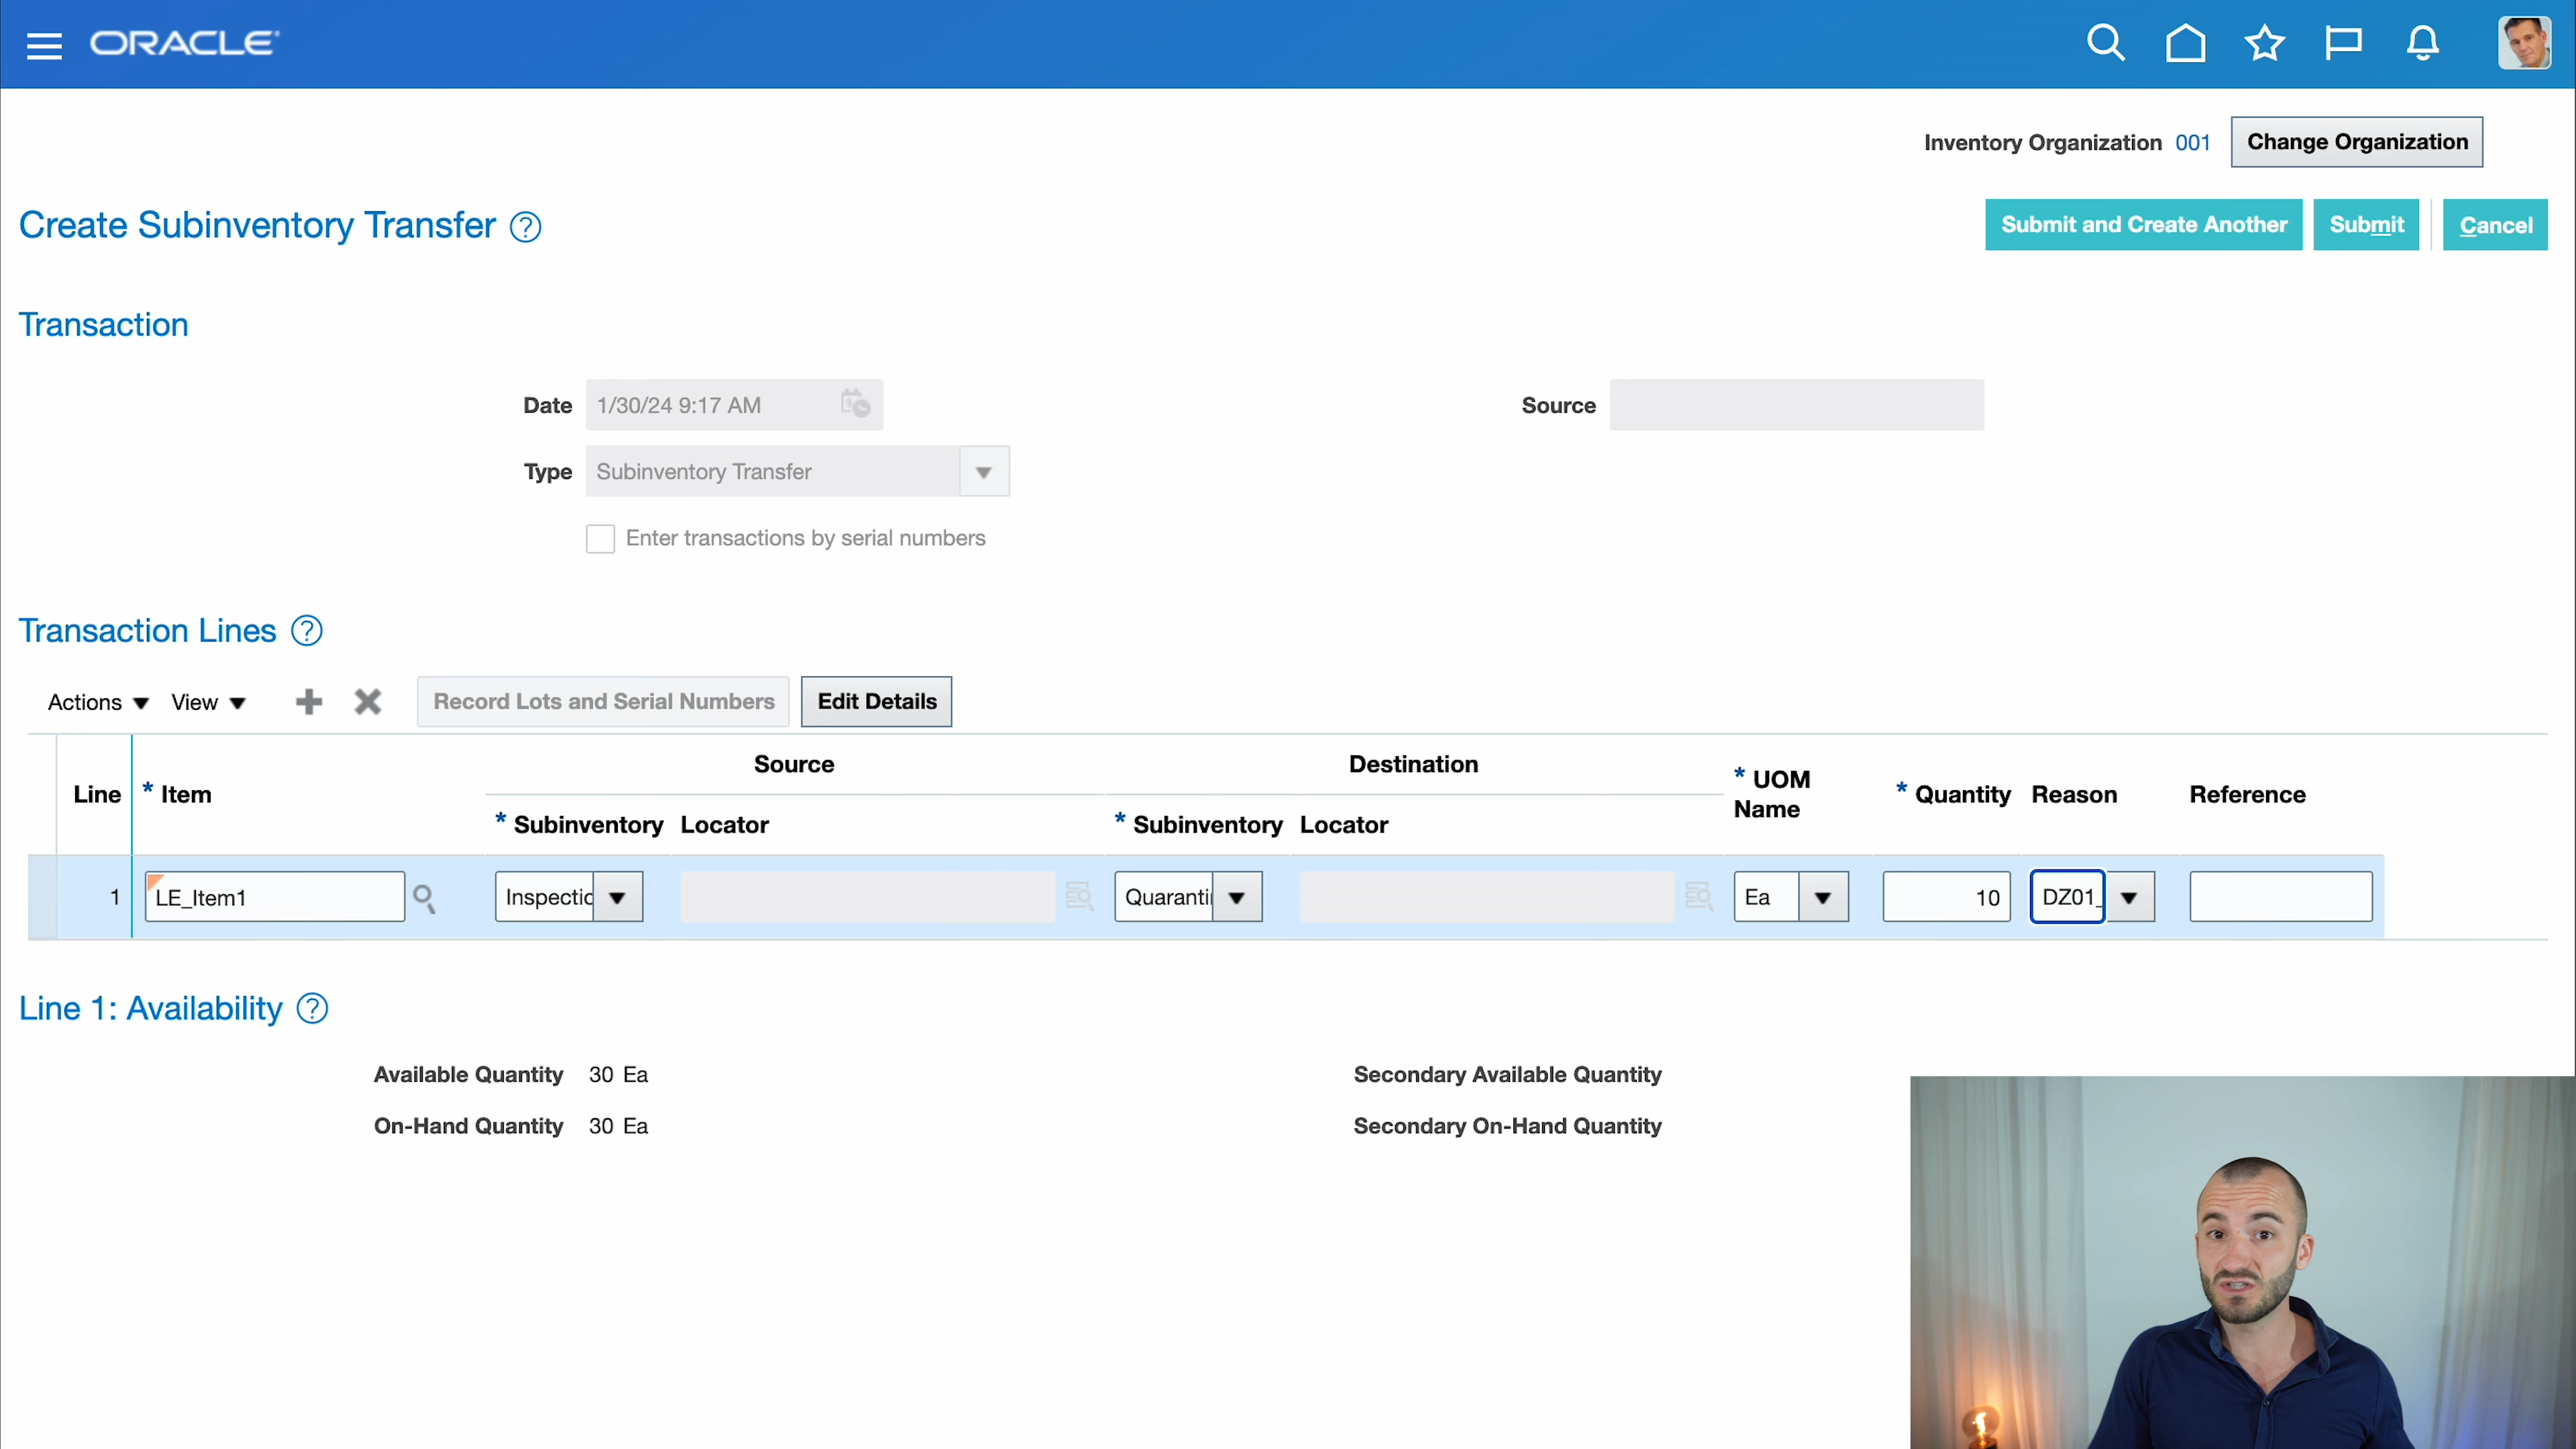 ORACLE
Inventory Organization 001 Change Organization
Create Subinventory Transfer ?
Submit and Create Another Submit Cancel
Transaction
Date 1/30/24 9:17 AM Source
Type Subinventory Transfer
Enter transactions by serial numbers
Transaction Lines ?
Actions View Record Lots and Serial Numbers Edit Details
Source Destination
Line * Item * UOM Name * Quantity Reason Reference
* Subinventory Locator * Subinventory Locator
1 LE_Item1 Inspectic Quaranti Ea 10 DZ01_
Line 1: Availability ?
Available Quantity 30 Ea Secondary Available Quantity
On-Hand Quantity 30 Ea Secondary On-Hand Quantity